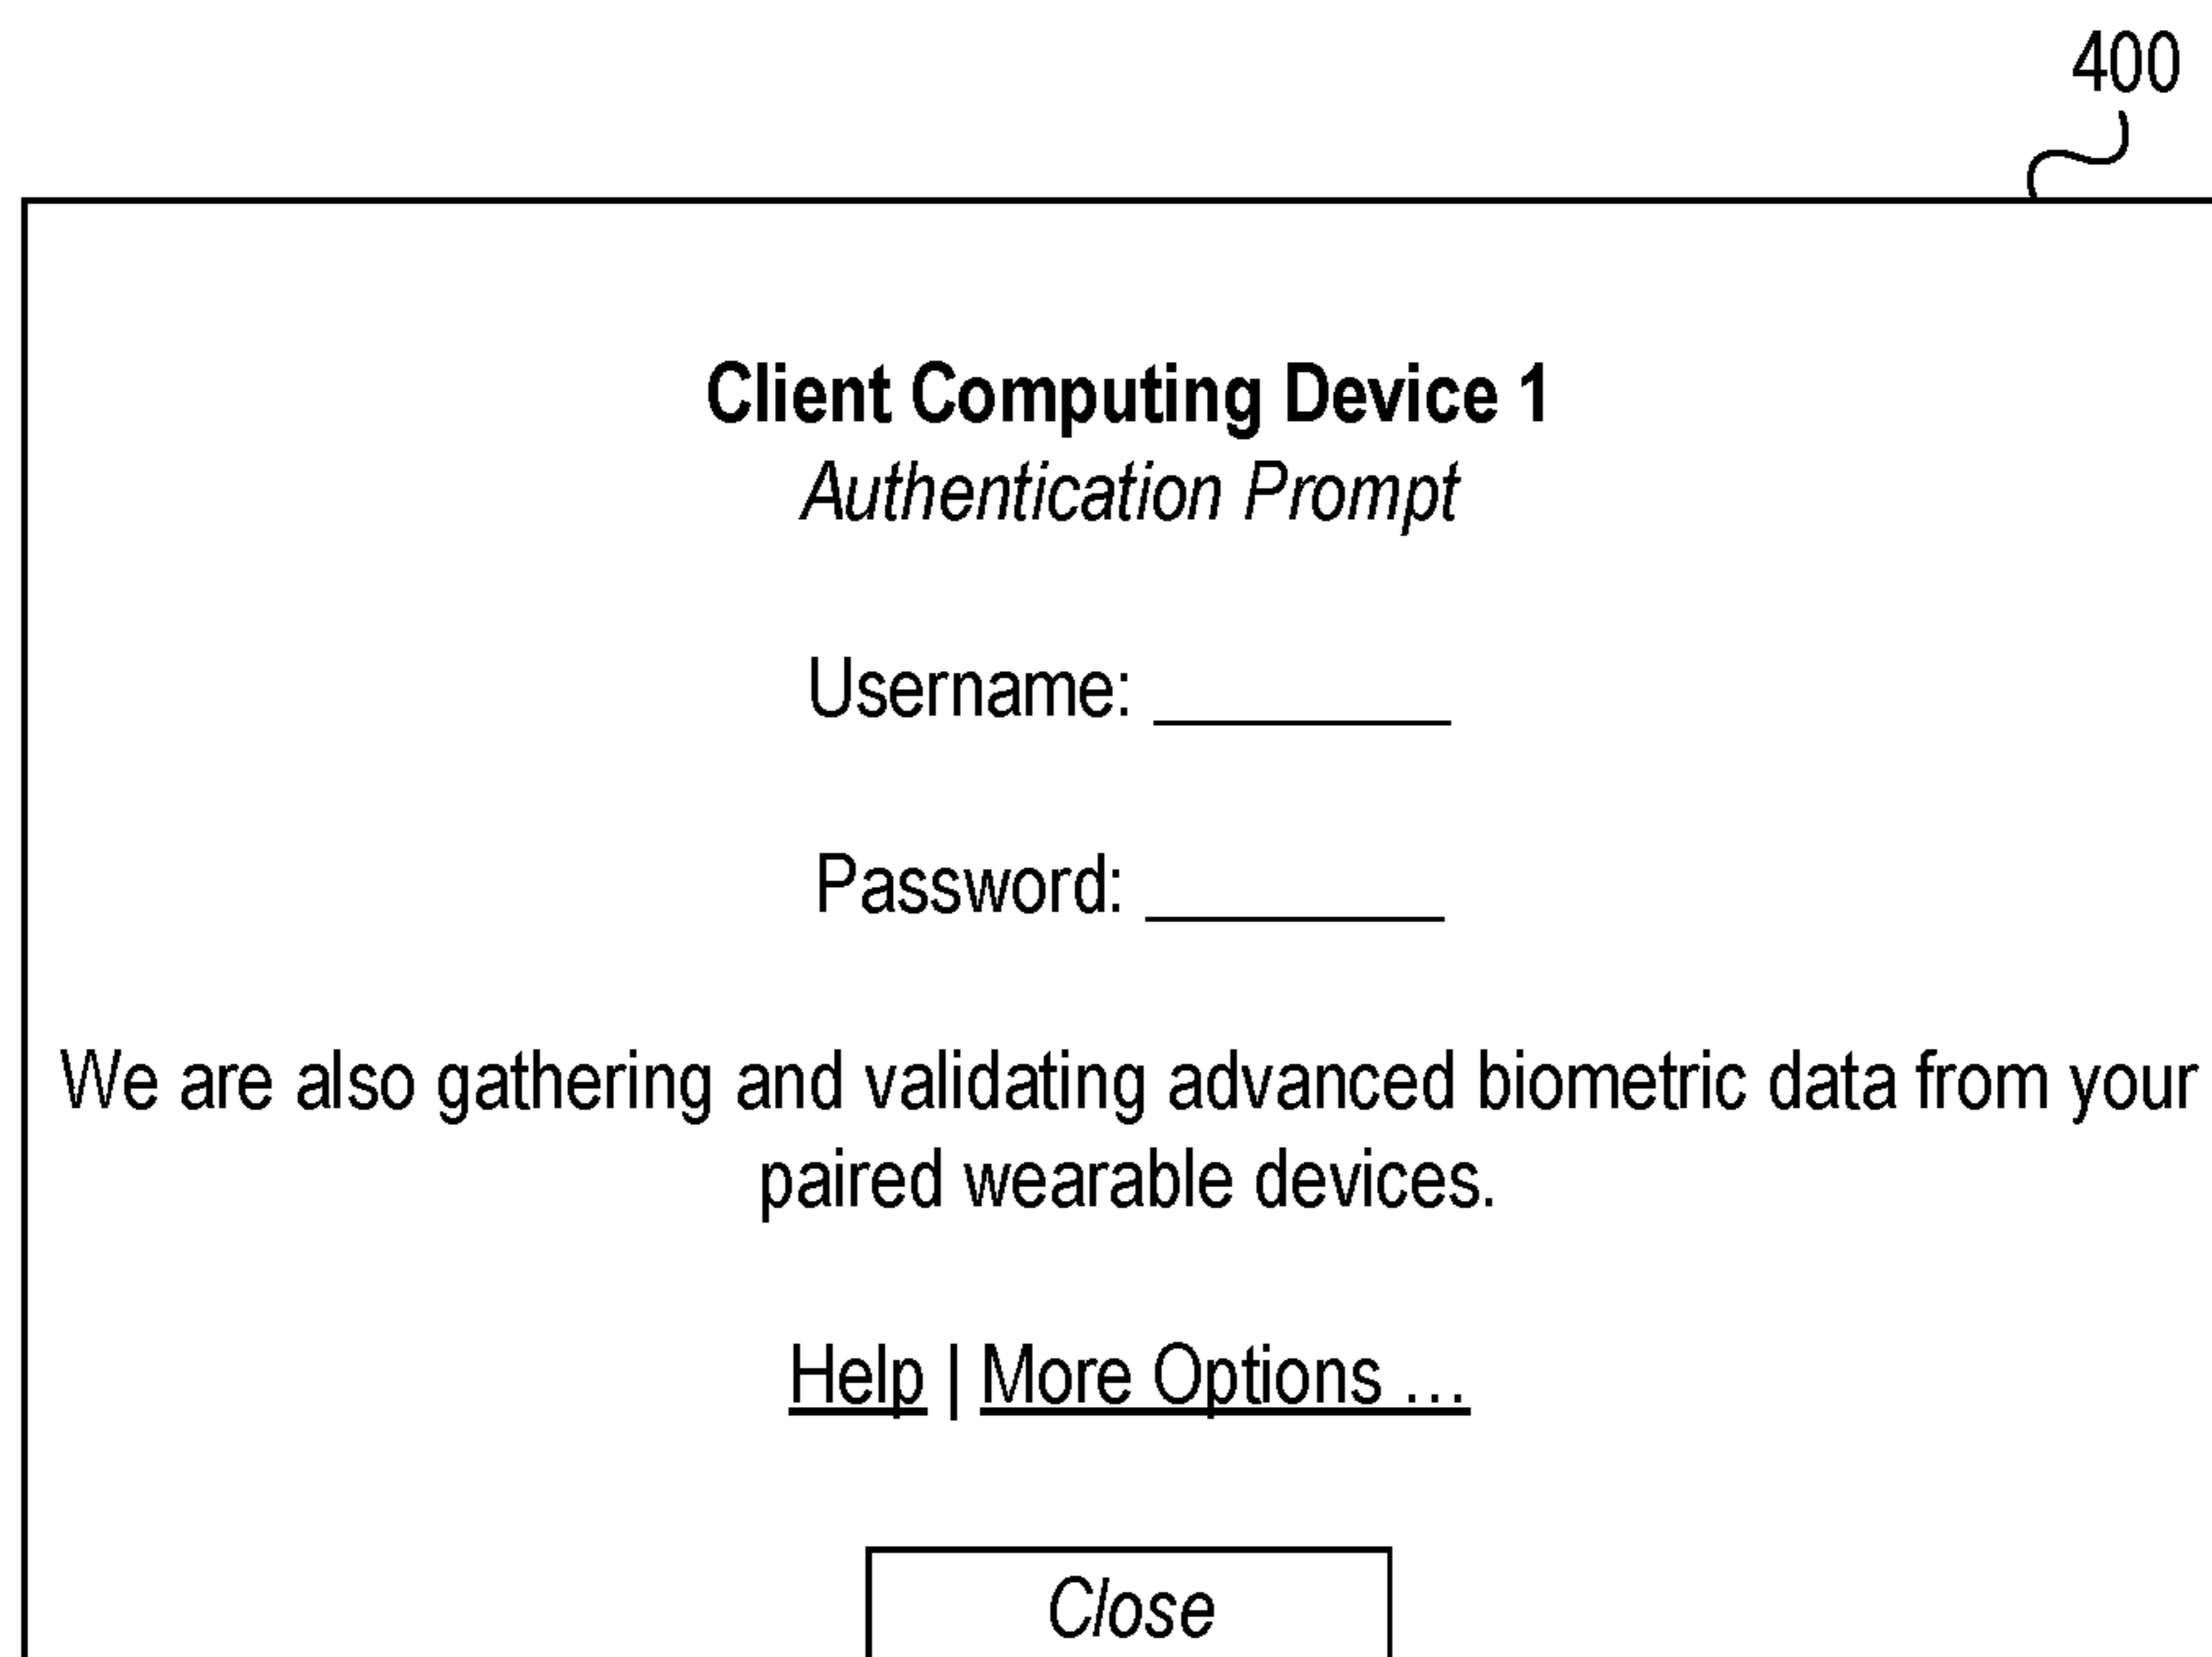 400
Client Computing Device 1
Authentication Prompt
Username: ________
Password: ________
We are also gathering and validating advanced biometric data from your
paired wearable devices.
Help | More Options ...
Close